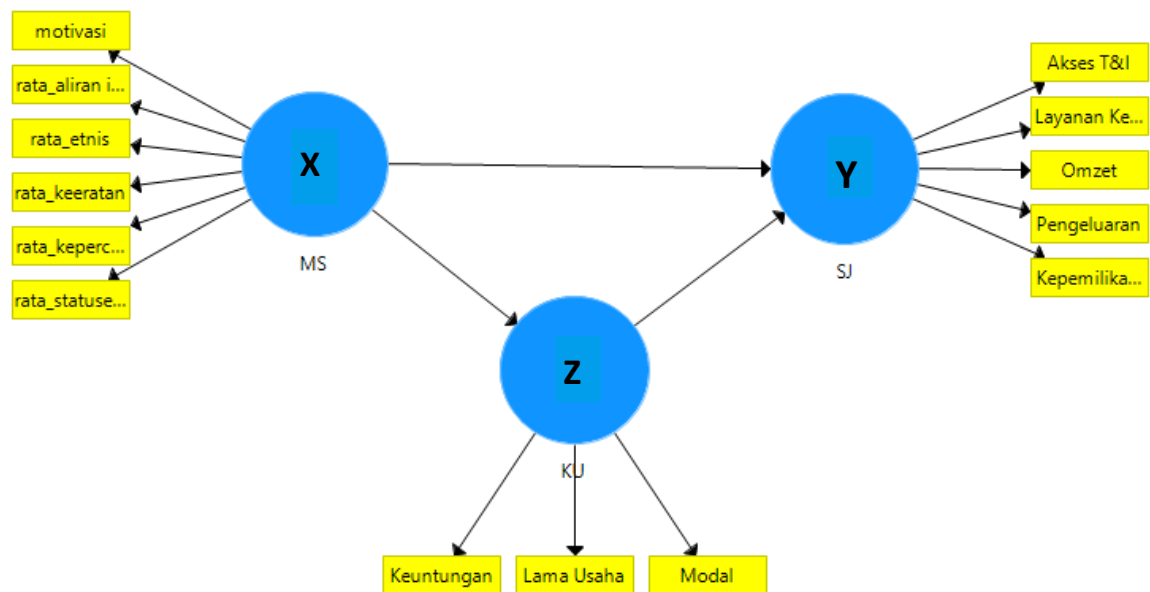 motivasi
rata_aliran i...
rata_etnis
rata_keeratan
rata_keperc...
rata_statuse...
X
MS
Y
SJ
Akses T&I
Layanan Ke...
Omzet
Pengeluaran
Kepemilika...
Z
KU
Keuntungan
Lama Usaha
Modal